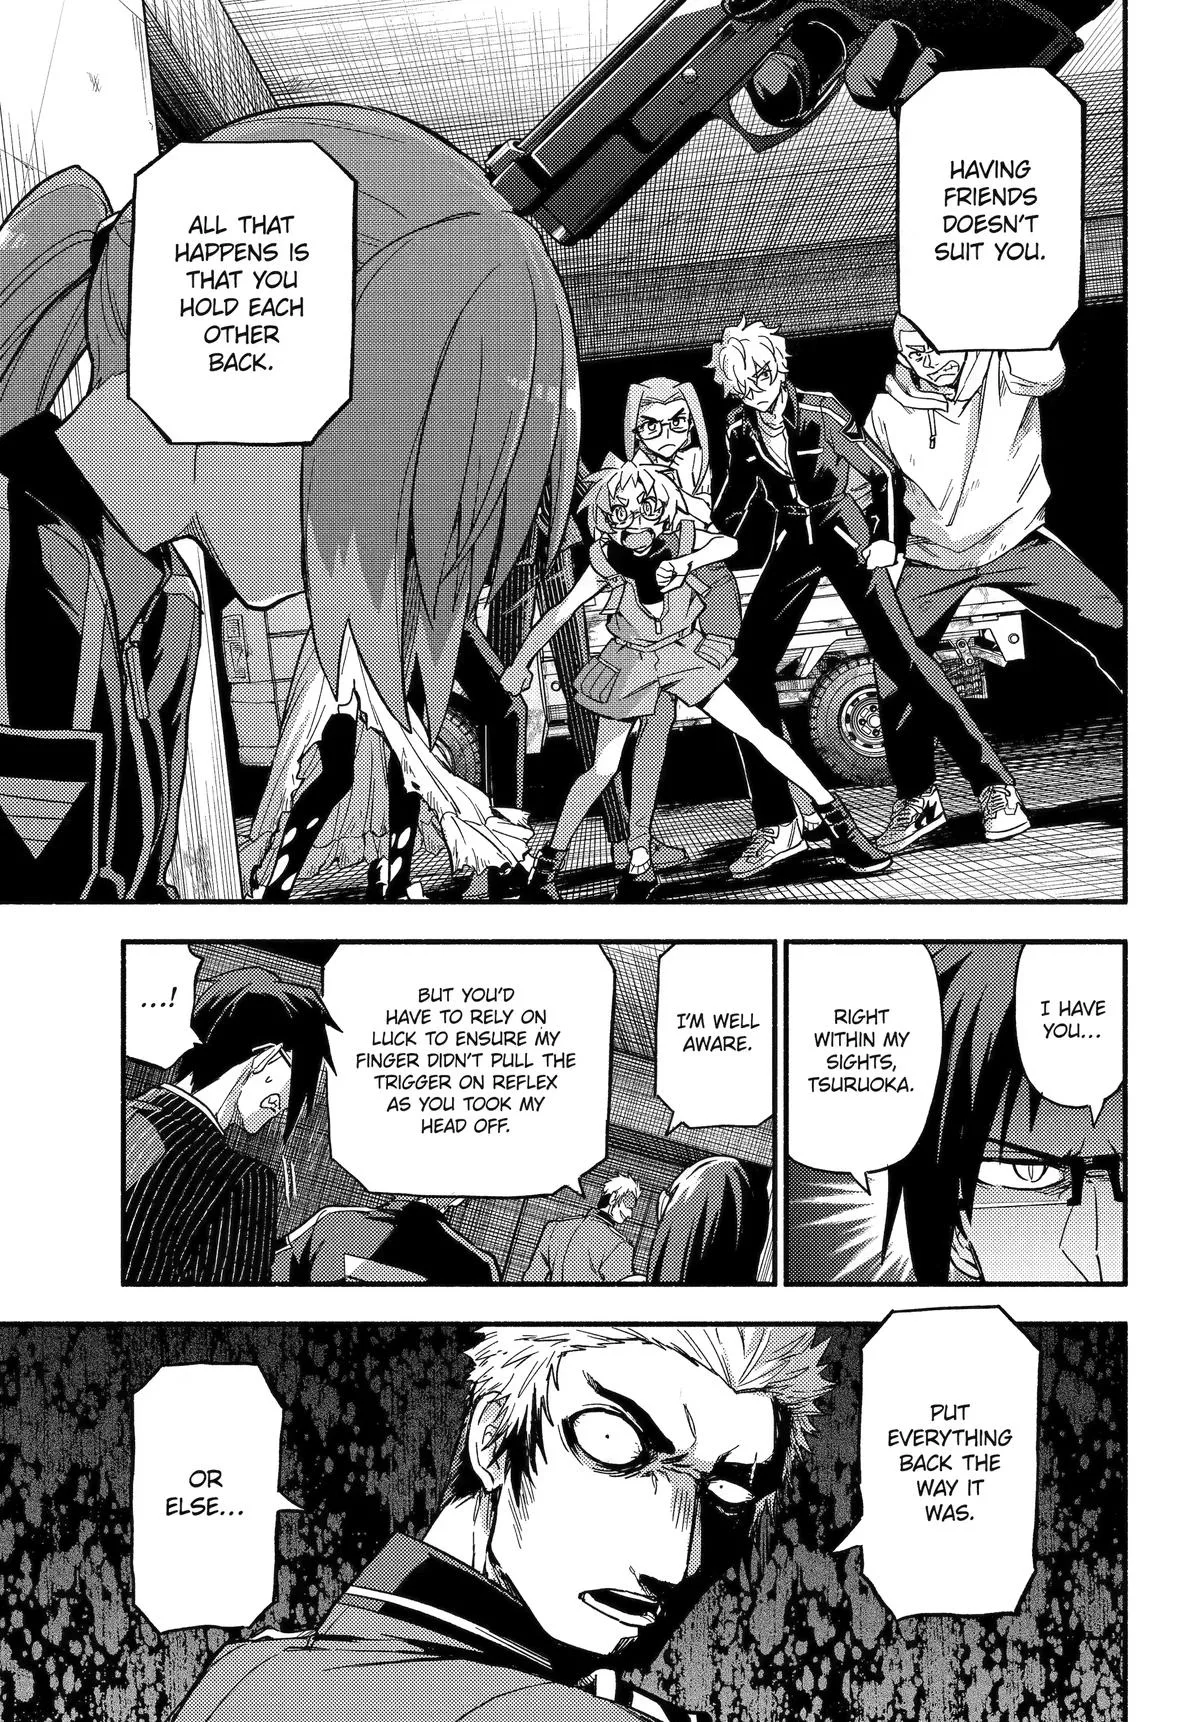 HAVING
FRIENDS
DOESN'T
SUIT YOU.
ALL THAT
HAPPENS IS
THAT YOU
HOLD EACH
OTHER
BACK.
I HAVE
YOU...
RIGHT
WITHIN MY
SIGHTS,
TSURUOKA.
I'M WELL
AWARE.
BUT YOU'D
HAVE TO RELY ON
LUCK TO ENSURE MY
FINGER DIDN'T PULL THE
TRIGGER ON REFLEX
AS YOU TOOK MY
HEAD OFF.
...!
PUT
EVERYTHING
BACK THE
WAY IT
WAS.
OR
ELSE...